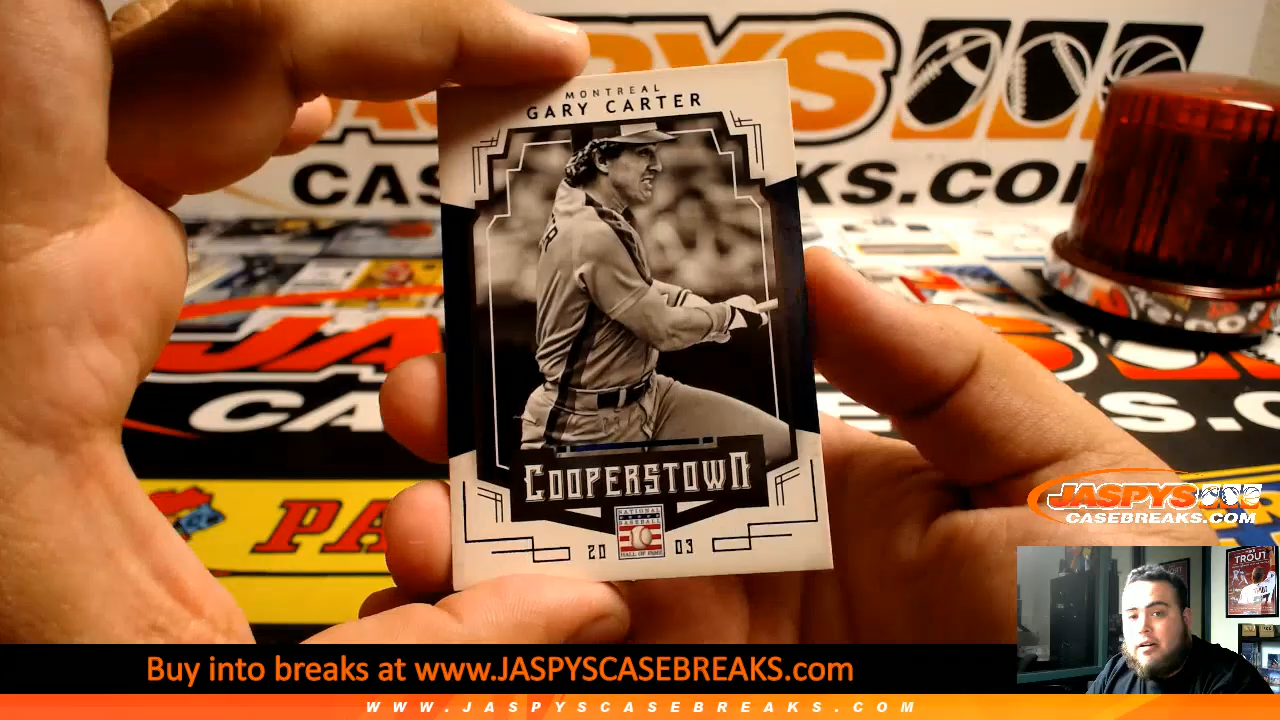 JASPYS
CASEBREAKS.COM
MONTREAL
GARY CARTER
COOPERSTOWN
20 03
NATIONAL
BASEBALL
HALL OF FAME
JASPYS
CASEBREAKS.COM
TROUT
Buy into breaks at www.JASPYSCASEBREAKS.com
WWW.JASPYSCASEBREAKS.COM